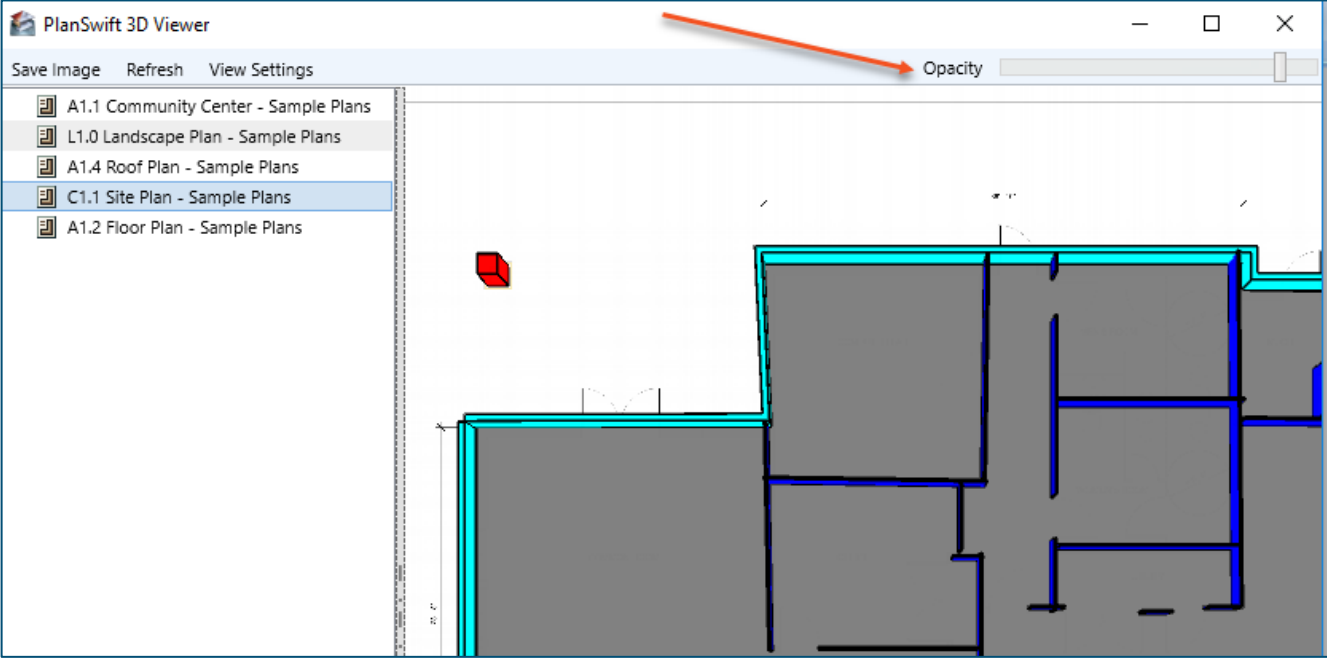 PlanSwift 3D Viewer
Save Image Refresh View Settings Opacity
A1.1 Community Center - Sample Plans
L1.0 Landscape Plan - Sample Plans
A1.4 Roof Plan - Sample Plans
C1.1 Site Plan - Sample Plans
A1.2 Floor Plan - Sample Plans